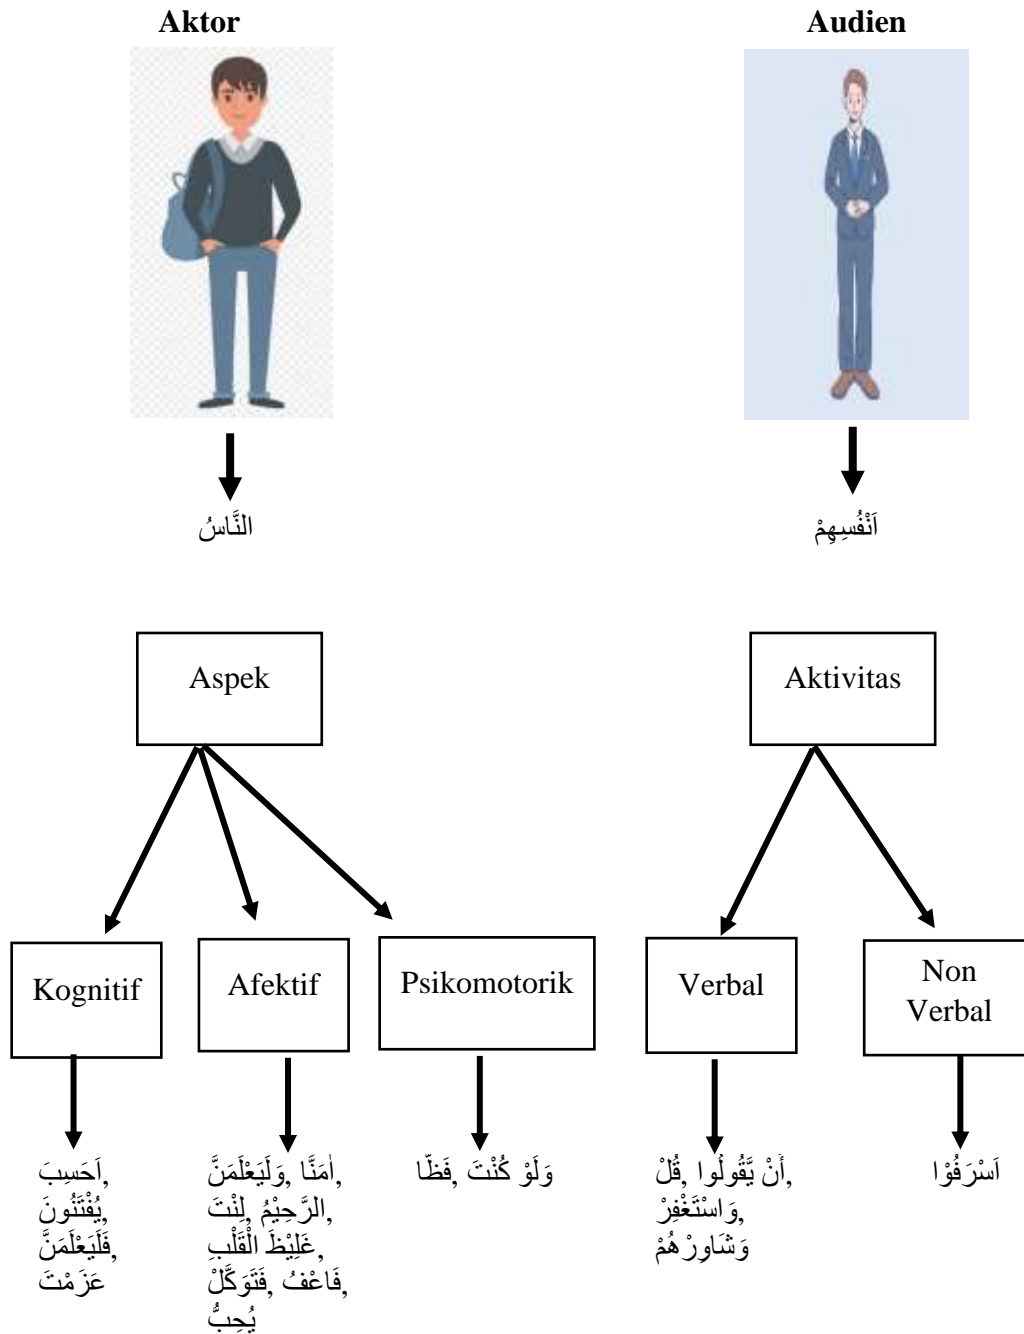 Aktor
Audien
النَّاسُ
اَنْفُسِهِمْ
Aspek
Aktivitas
Kognitif
Afektif
Psikomotorik
Verbal
Non
Verbal
اَحَسِبَ,
يُفْتَنُونَ,
فَلَيَعْلَمَنَّ,
عَزَمْتَ
اٰمَنَّا, وَلَيَعْلَمَنَّ,
الرَّحِيْمُ, لِنْتَ,
غَلِيْظَ الْقَلْبِ,
فَاعْفُ, فَتَوَكَّلْ,
يُحِبُّ
وَلَوْ كُنْتَ, فَظّا
أَنْ يَّقُولُوا, قُلْ,
وَاسْتَغْفِرْ,
وَشَاوِرْهُمْ
اَسْرَفُوْا